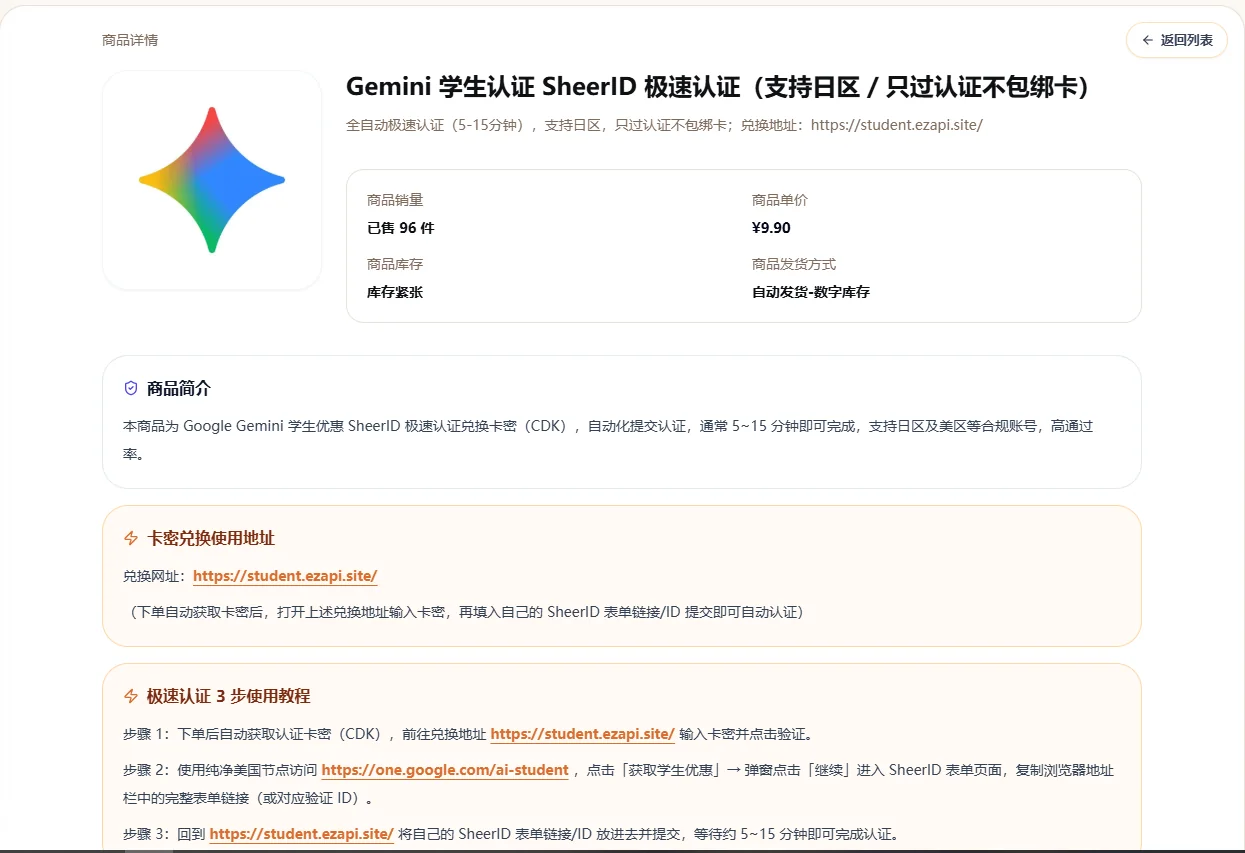 商品详情
← 返回列表
Gemini 学生认证 SheerID 极速认证（支持日区 / 只过认证不包绑卡）
全自动极速认证（5-15分钟），支持日区，只过认证不包绑卡；兑换地址：https://student.ezapi.site/
商品销量
已售 96 件
商品单价
¥9.90
商品库存
库存紧张
商品发货方式
自动发货-数字库存
商品简介
本商品为 Google Gemini 学生优惠 SheerID 极速认证兑换卡密（CDK），自动化提交认证，通常 5~15 分钟即可完成，支持日区及美区等合规账号，高通过
率。
卡密兑换使用地址
兑换网址：https://student.ezapi.site/
（下单自动获取卡密后，打开上述兑换地址输入卡密，再填入自己的 SheerID 表单链接/ID 提交即可自动认证）
极速认证 3 步使用教程
步骤 1：下单后自动获取认证卡密（CDK），前往兑换地址 https://student.ezapi.site/ 输入卡密并点击验证。
步骤 2：使用纯净美国节点访问 https://one.google.com/ai-student ，点击「获取学生优惠」→ 弹窗点击「继续」进入 SheerID 表单页面，复制浏览器地址
栏中的完整表单链接（或对应验证 ID）。
步骤 3：回到 https://student.ezapi.site/ 将自己的 SheerID 表单链接/ID 放进去并提交，等待约 5~15 分钟即可完成认证。